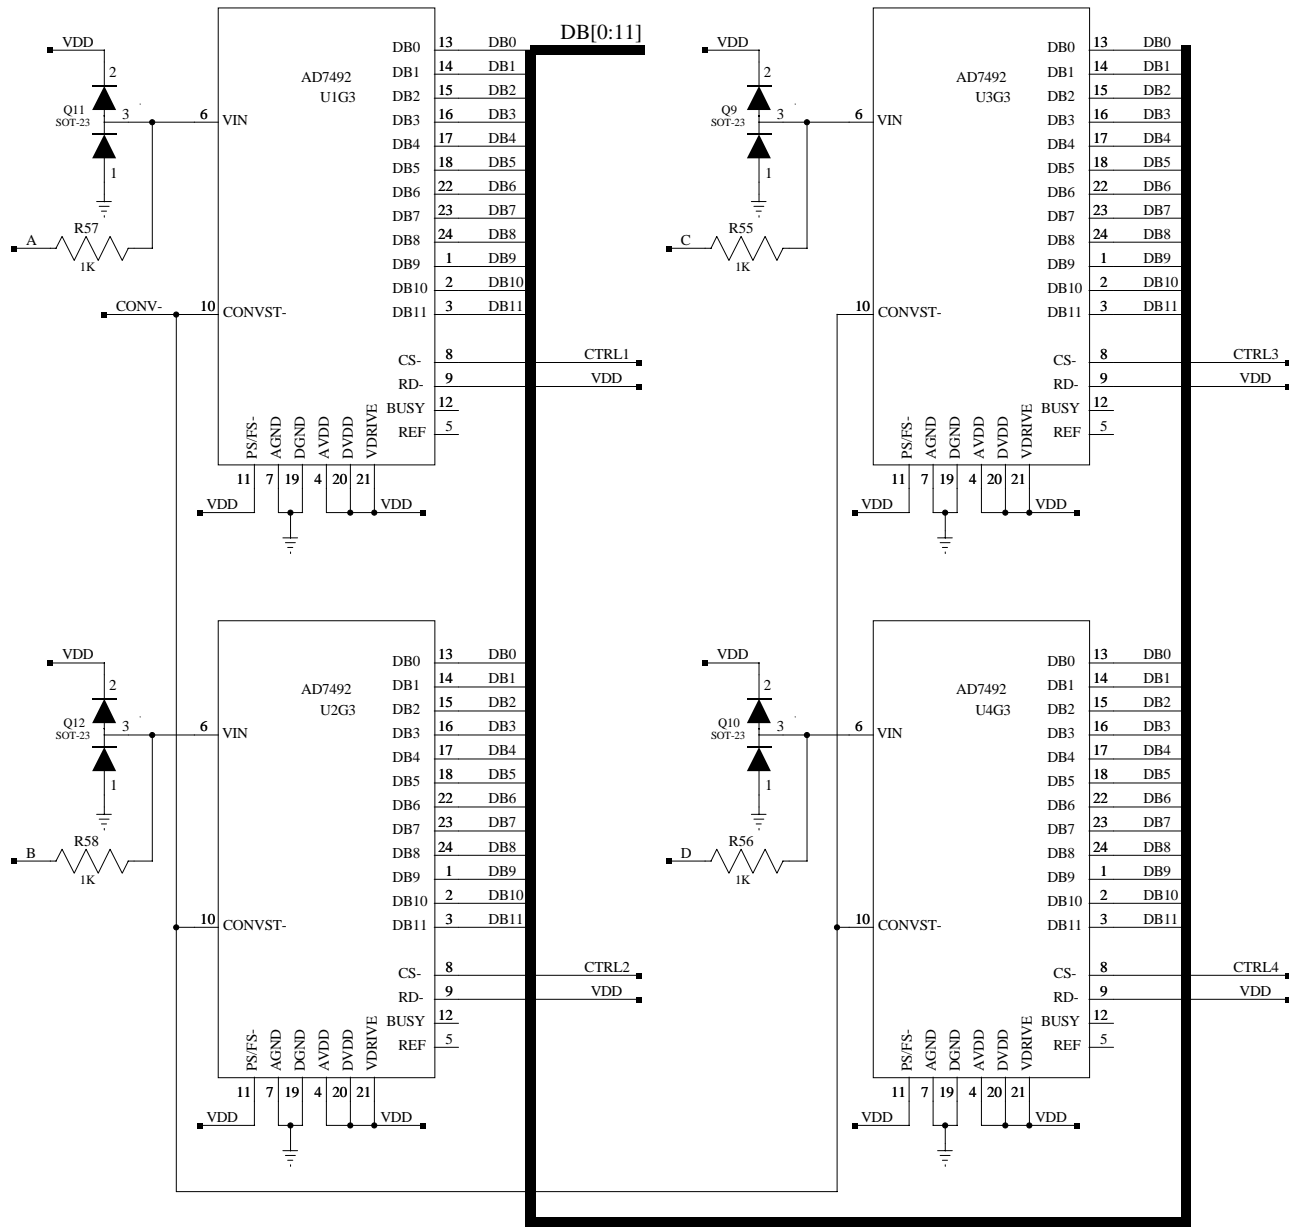 DB[0:11]
VDD
2
Q11
SOT-23
3
1
A
R57
1K
CONV-
AD7492
U1G3
6 VIN
10 CONVST-
DB0 13 DB0
DB1 14 DB1
DB2 15 DB2
DB3 16 DB3
DB4 17 DB4
DB5 18 DB5
DB6 22 DB6
DB7 23 DB7
DB8 24 DB8
DB9 1 DB9
DB10 2 DB10
DB11 3 DB11
CS- 8 CTRL1
RD- 9 VDD
BUSY 12
REF 5
PS/FS- AGND DGND AVDD DVDD VDRIVE
11 7 19 4 20 21
VDD VDD
VDD
2
Q9
SOT-23
3
1
C
R55
1K
AD7492
U3G3
6 VIN
10 CONVST-
DB0 13 DB0
DB1 14 DB1
DB2 15 DB2
DB3 16 DB3
DB4 17 DB4
DB5 18 DB5
DB6 22 DB6
DB7 23 DB7
DB8 24 DB8
DB9 1 DB9
DB10 2 DB10
DB11 3 DB11
CS- 8 CTRL3
RD- 9 VDD
BUSY 12
REF 5
PS/FS- AGND DGND AVDD DVDD VDRIVE
11 7 19 4 20 21
VDD VDD
VDD
2
Q12
SOT-23
3
1
B
R58
1K
AD7492
U2G3
6 VIN
10 CONVST-
DB0 13 DB0
DB1 14 DB1
DB2 15 DB2
DB3 16 DB3
DB4 17 DB4
DB5 18 DB5
DB6 22 DB6
DB7 23 DB7
DB8 24 DB8
DB9 1 DB9
DB10 2 DB10
DB11 3 DB11
CS- 8 CTRL2
RD- 9 VDD
BUSY 12
REF 5
PS/FS- AGND DGND AVDD DVDD VDRIVE
11 7 19 4 20 21
VDD VDD
VDD
2
Q10
SOT-23
3
1
D
R56
1K
AD7492
U4G3
6 VIN
10 CONVST-
DB0 13 DB0
DB1 14 DB1
DB2 15 DB2
DB3 16 DB3
DB4 17 DB4
DB5 18 DB5
DB6 22 DB6
DB7 23 DB7
DB8 24 DB8
DB9 1 DB9
DB10 2 DB10
DB11 3 DB11
CS- 8 CTRL4
RD- 9 VDD
BUSY 12
REF 5
PS/FS- AGND DGND AVDD DVDD VDRIVE
11 7 19 4 20 21
VDD VDD